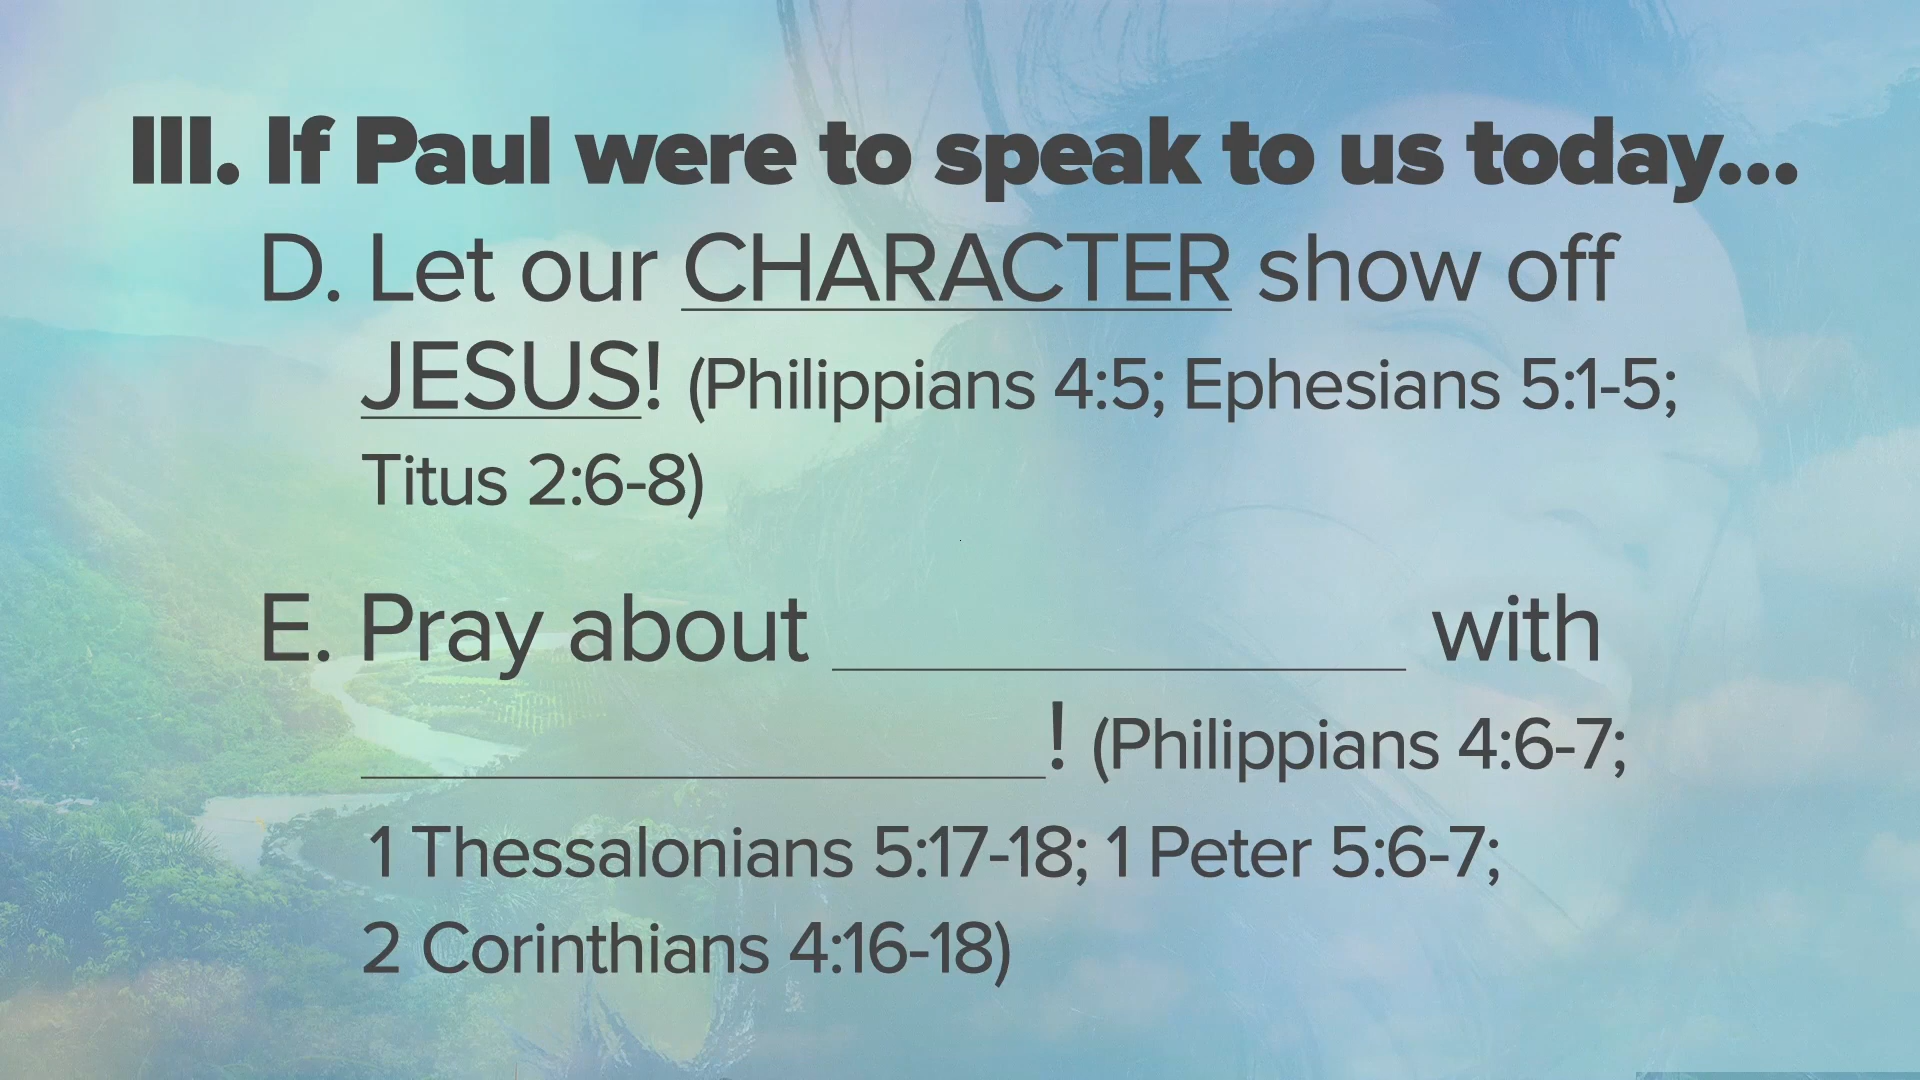 III. If Paul were to speak to us today...
D. Let our CHARACTER show off
JESUS! (Philippians 4:5; Ephesians 5:1-5;
Titus 2:6-8)
E. Pray about ____________ with
______________! (Philippians 4:6-7;
1 Thessalonians 5:17-18; 1 Peter 5:6-7;
2 Corinthians 4:16-18)